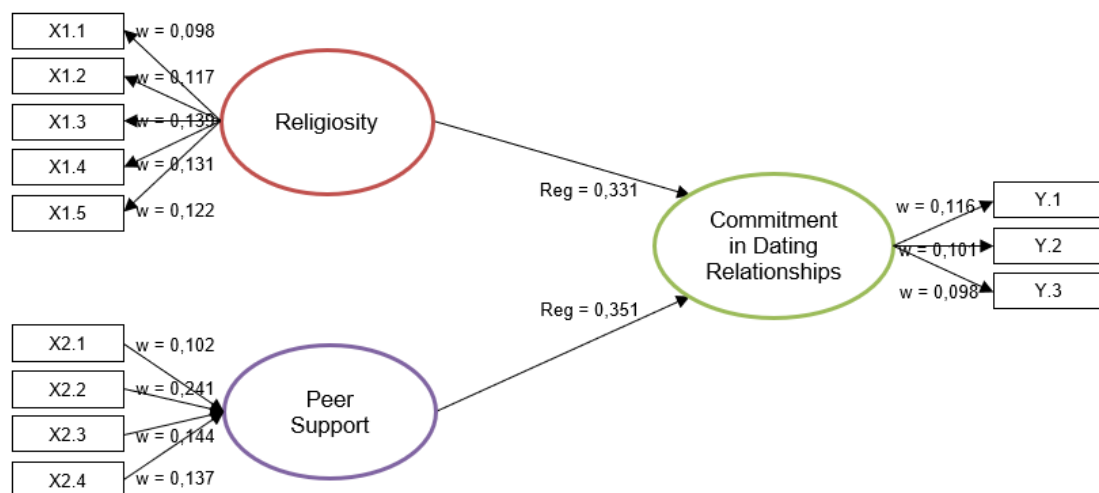 X1.1
w = 0,098
X1.2
w = 0,117
X1.3
w = 0,139
X1.4
w = 0,131
X1.5
w = 0,122
Religiosity
Reg = 0,331
Commitment
in Dating
Relationships
w = 0,116
Y.1
w = 0,101
Y.2
w = 0,098
Y.3
Reg = 0,351
X2.1
w = 0,102
X2.2
w = 0,241
X2.3
w = 0,144
X2.4
w = 0,137
Peer
Support